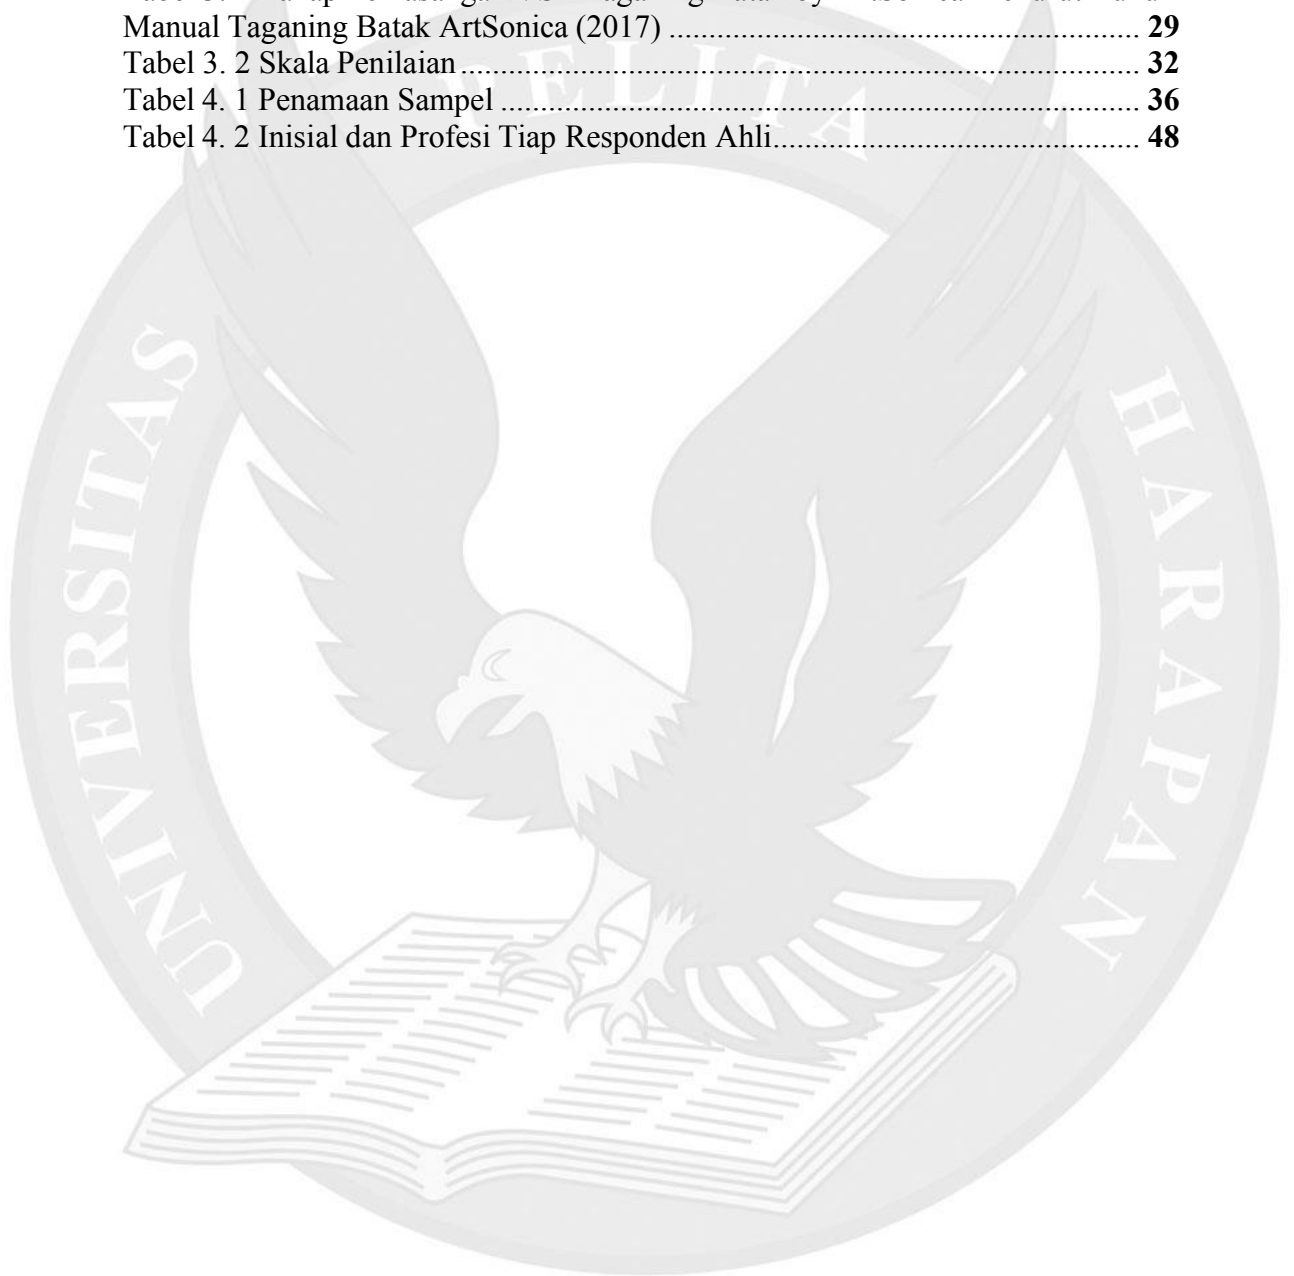 Manual Taganing Batak ArtSonica (2017) ........................................................... 29
Tabel 3. 2 Skala Penilaian ..................................................................................... 32
Tabel 4. 1 Penamaan Sampel ................................................................................ 36
Tabel 4. 2 Inisial dan Profesi Tiap Responden Ahli.............................................. 48
UNIVERSITAS PELITA HARAPAN